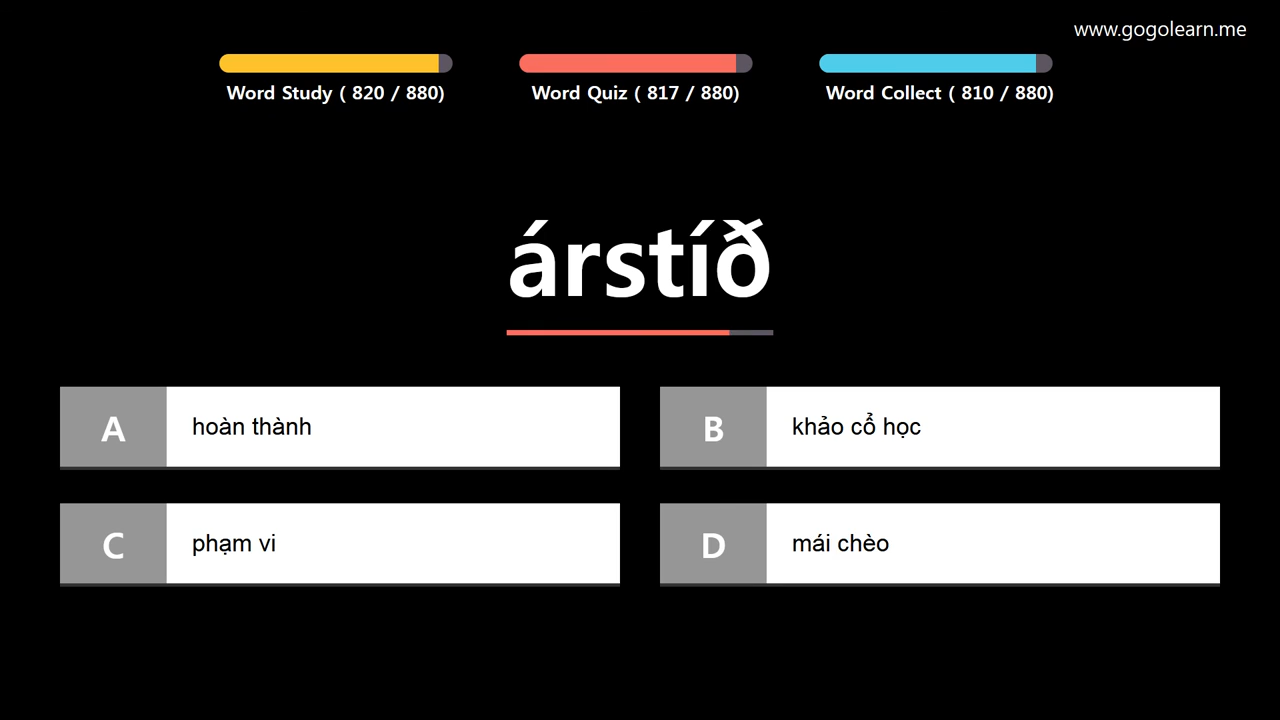 www.gogolearn.me
Word Study ( 820 / 880)
Word Quiz ( 817 / 880)
Word Collect ( 810 / 880)
árstíð
A hoàn thành
B khảo cổ học
C phạm vi
D mái chèo